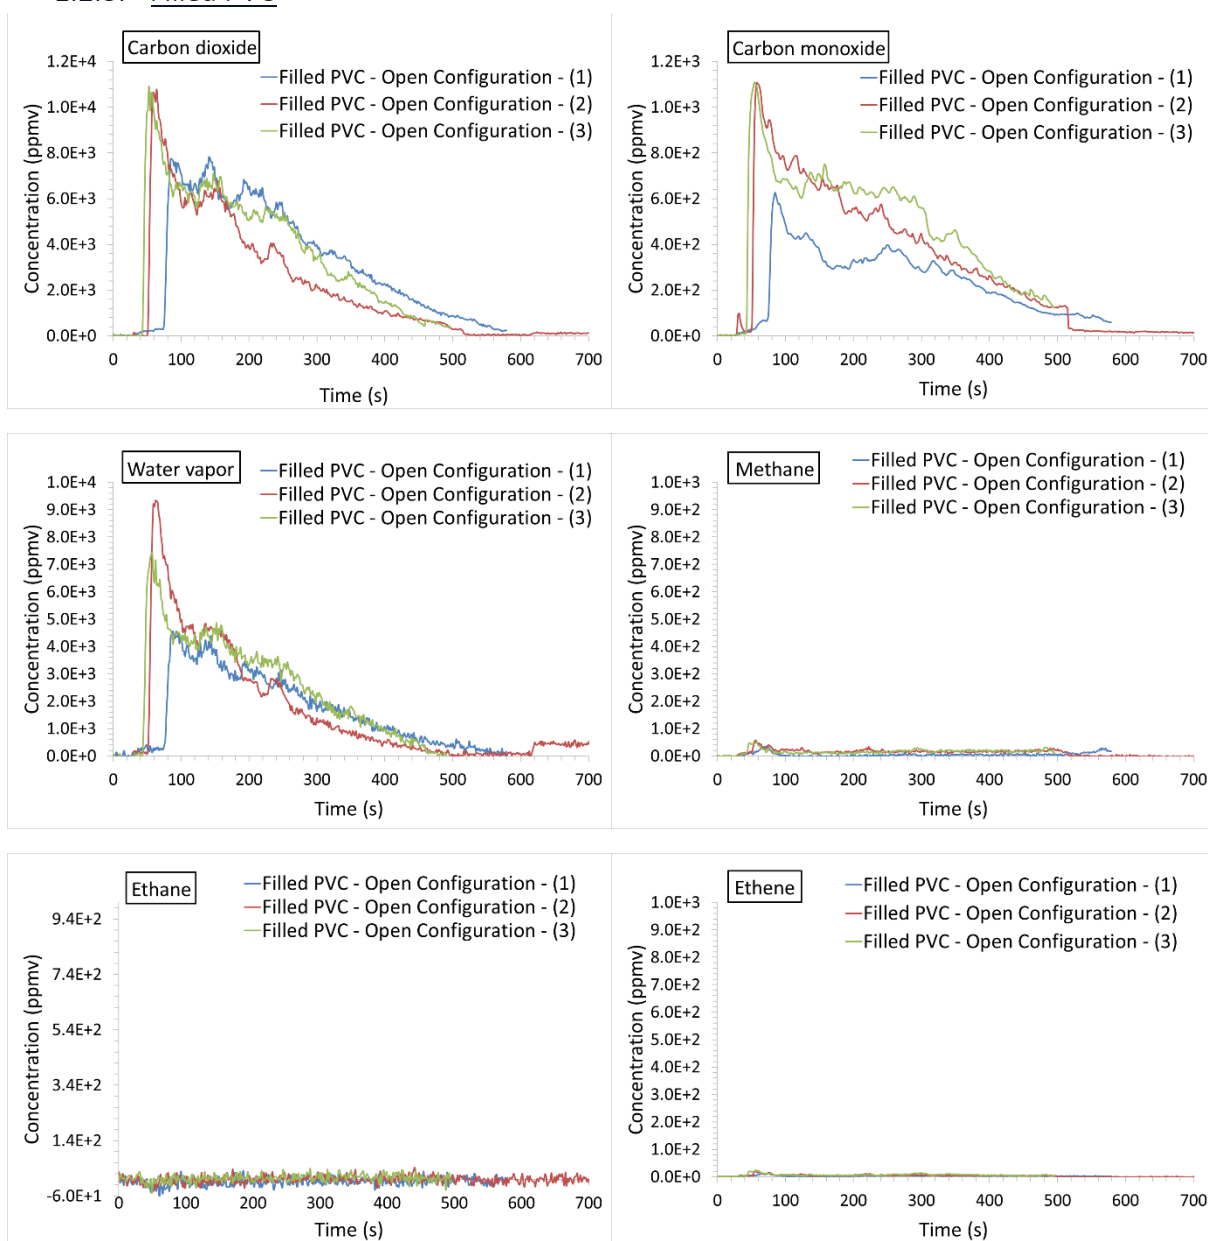 Carbon dioxide
Filled PVC - Open Configuration - (1)
Filled PVC - Open Configuration - (2)
Filled PVC - Open Configuration - (3)
Concentration (ppmv)
1.2E+4
1.0E+4
8.0E+3
6.0E+3
4.0E+3
2.0E+3
0.0E+0
0 100 200 300 400 500 600 700
Time (s)
Carbon monoxide
Filled PVC - Open Configuration - (1)
Filled PVC - Open Configuration - (2)
Filled PVC - Open Configuration - (3)
Concentration (ppmv)
1.2E+3
1.0E+3
8.0E+2
6.0E+2
4.0E+2
2.0E+2
0.0E+0
0 100 200 300 400 500 600 700
Time (s)
Water vapor
Filled PVC - Open Configuration - (1)
Filled PVC - Open Configuration - (2)
Filled PVC - Open Configuration - (3)
Concentration (ppmv)
1.0E+4
9.0E+3
8.0E+3
7.0E+3
6.0E+3
5.0E+3
4.0E+3
3.0E+3
2.0E+3
1.0E+3
0.0E+0
0 100 200 300 400 500 600 700
Time (s)
Methane
Filled PVC - Open Configuration - (1)
Filled PVC - Open Configuration - (2)
Filled PVC - Open Configuration - (3)
Concentration (ppmv)
1.0E+3
9.0E+2
8.0E+2
7.0E+2
6.0E+2
5.0E+2
4.0E+2
3.0E+2
2.0E+2
1.0E+2
0.0E+0
0 100 200 300 400 500 600 700
Time (s)
Ethane
Filled PVC - Open Configuration - (1)
Filled PVC - Open Configuration - (2)
Filled PVC - Open Configuration - (3)
Concentration (ppmv)
9.4E+2
7.4E+2
5.4E+2
3.4E+2
1.4E+2
-6.0E+1
0 100 200 300 400 500 600 700
Time (s)
Ethene
Filled PVC - Open Configuration - (1)
Filled PVC - Open Configuration - (2)
Filled PVC - Open Configuration - (3)
Concentration (ppmv)
1.0E+3
9.0E+2
8.0E+2
7.0E+2
6.0E+2
5.0E+2
4.0E+2
3.0E+2
2.0E+2
1.0E+2
0.0E+0
0 100 200 300 400 500 600 700
Time (s)